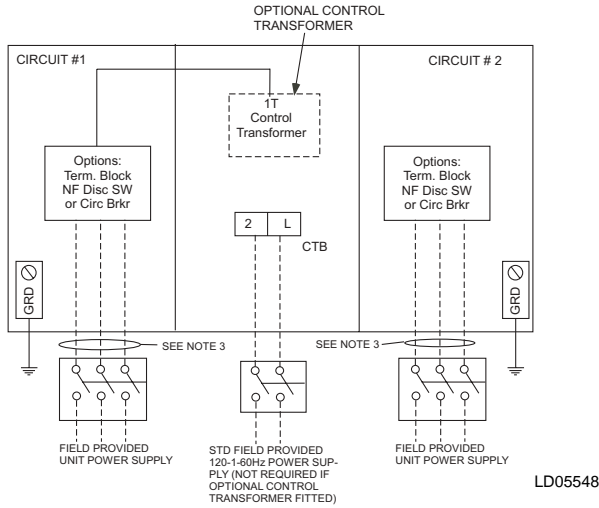 OPTIONAL CONTROL
TRANSFORMER
CIRCUIT #1
CIRCUIT # 2
1T
Control
Transformer
Options:
Term. Block
NF Disc SW
or Circ Brkr
Options:
Term. Block
NF Disc SW
or Circ Brkr
2 L
CTB
GRD
GRD
SEE NOTE 3
SEE NOTE 3
FIELD PROVIDED
UNIT POWER SUPPLY
STD FIELD PROVIDED
120-1-60Hz POWER SUP-
PLY (NOT REQUIRED IF
OPTIONAL CONTROL
TRANSFORMER FITTED)
FIELD PROVIDED
UNIT POWER SUPPLY
LD05548